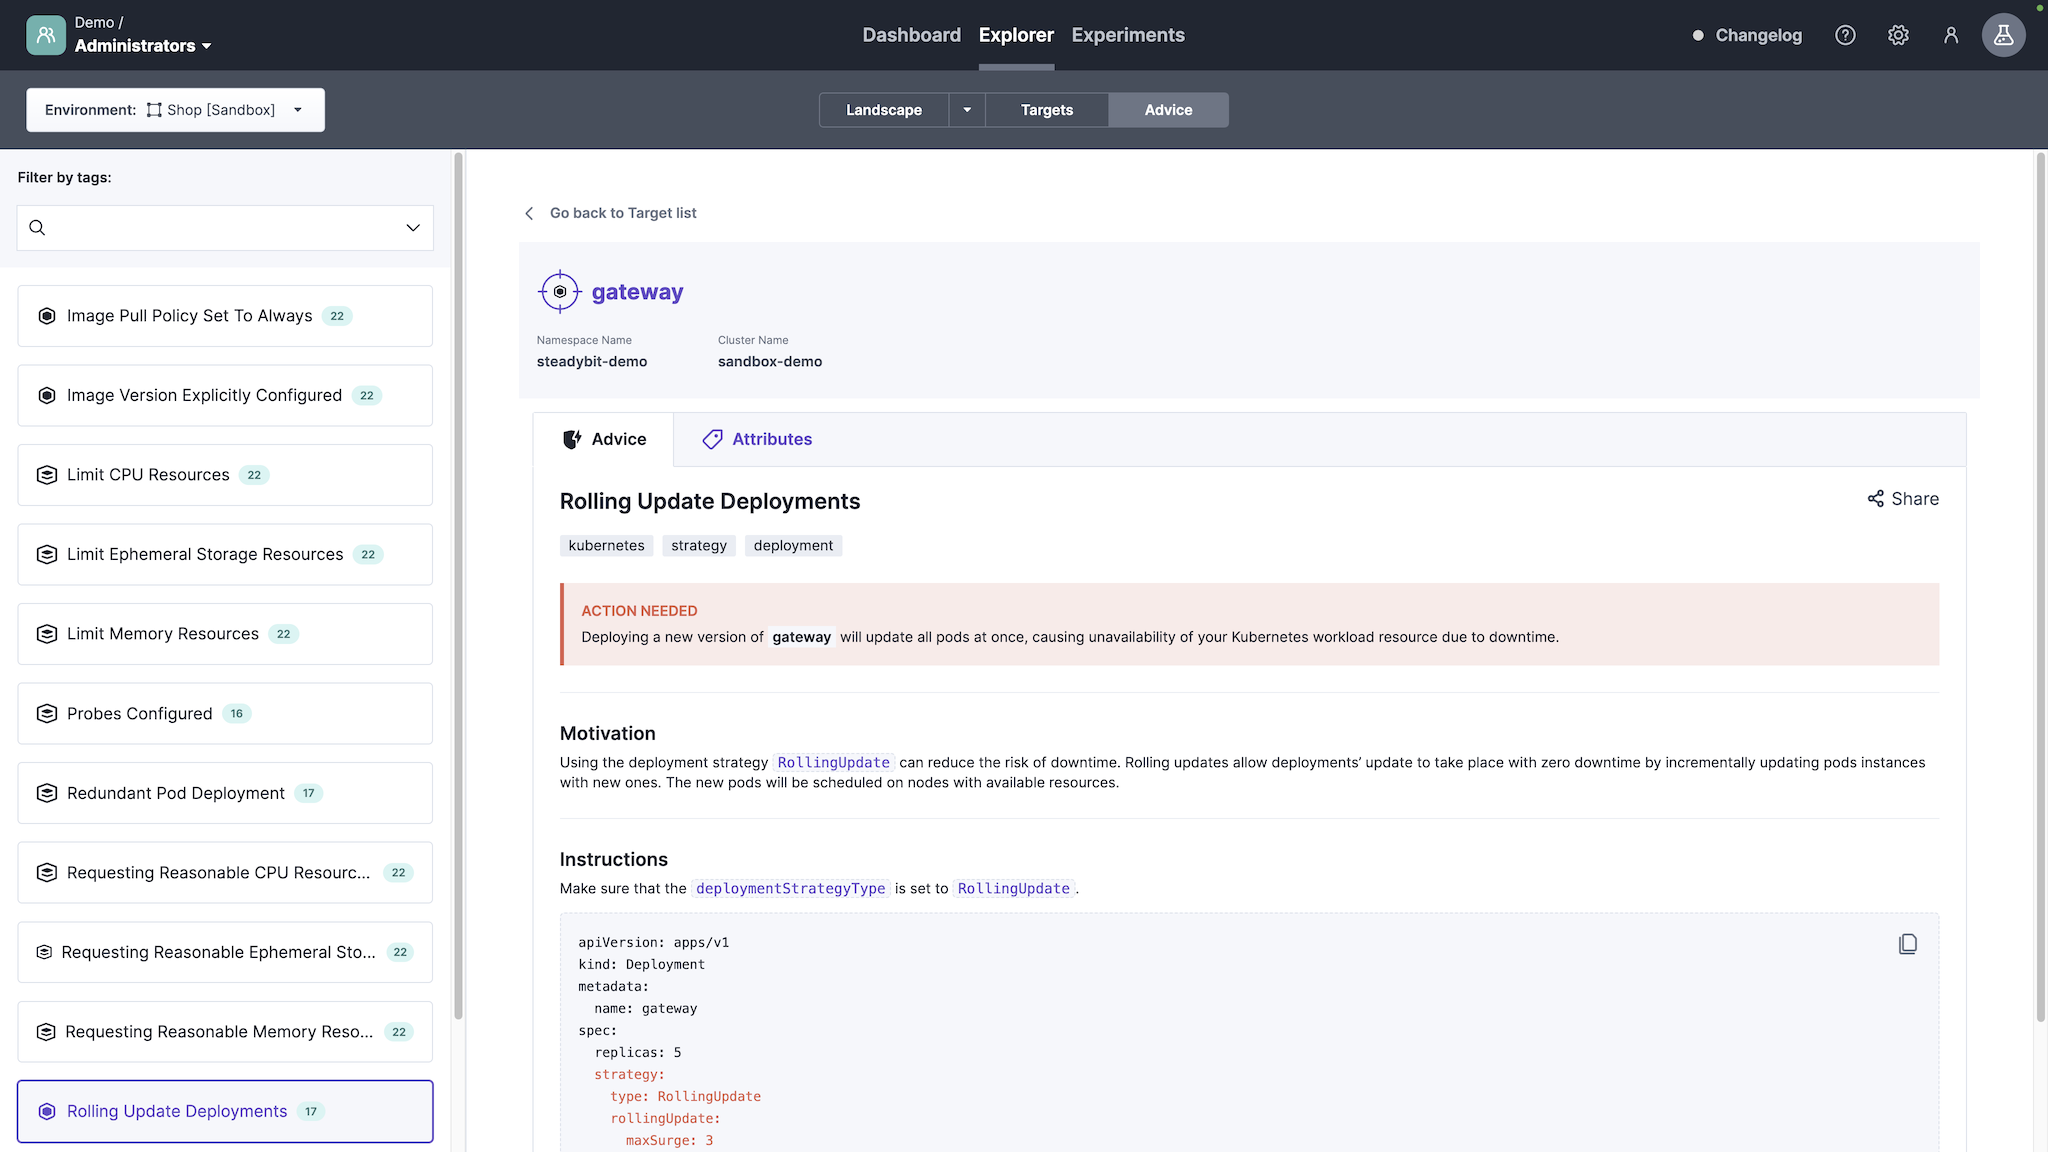 Demo /
Administrators
Dashboard Explorer Experiments
Changelog
Environment: Shop [Sandbox]
Landscape Targets Advice
Filter by tags:
Image Pull Policy Set To Always 22
Image Version Explicitly Configured 22
Limit CPU Resources 22
Limit Ephemeral Storage Resources 22
Limit Memory Resources 22
Probes Configured 16
Redundant Pod Deployment 17
Requesting Reasonable CPU Resourc... 22
Requesting Reasonable Ephemeral Sto... 22
Requesting Reasonable Memory Reso... 22
Rolling Update Deployments 17
Go back to Target list
gateway
Namespace Name Cluster Name
steadybit-demo sandbox-demo
Advice Attributes
Rolling Update Deployments
Share
kubernetes strategy deployment
ACTION NEEDED
Deploying a new version of gateway will update all pods at once, causing unavailability of your Kubernetes workload resource due to downtime.
Motivation
Using the deployment strategy RollingUpdate can reduce the risk of downtime. Rolling updates allow deployments’ update to take place with zero downtime by incrementally updating pods instances
with new ones. The new pods will be scheduled on nodes with available resources.
Instructions
Make sure that the deploymentStrategyType is set to RollingUpdate.
apiVersion: apps/v1
kind: Deployment
metadata:
  name: gateway
spec:
  replicas: 5
  strategy:
    type: RollingUpdate
    rollingUpdate:
      maxSurge: 3